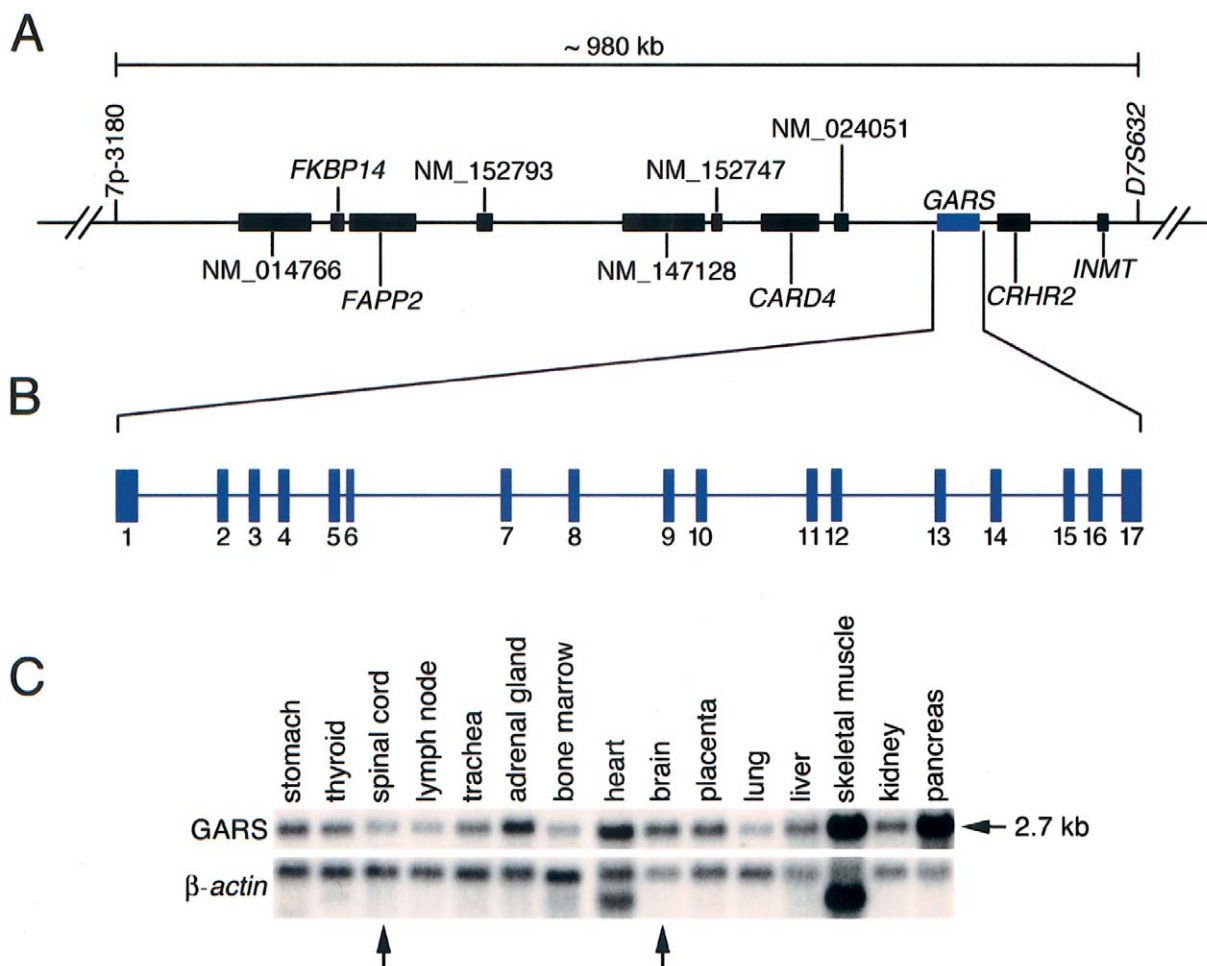 A
~ 980 kb
7p-3180
D7S632
NM_024051
FKBP14
NM_152793
NM_152747
GARS
NM_014766
FAPP2
NM_147128
CARD4
CRHR2
INMT
B
1 2 3 4 5 6 7 8 9 10 11 12 13 14 15 16 17
C
stomach
thyroid
spinal cord
lymph node
trachea
adrenal gland
bone marrow
heart
brain
placenta
lung
liver
skeletal muscle
kidney
pancreas
GARS
2.7 kb
β-actin